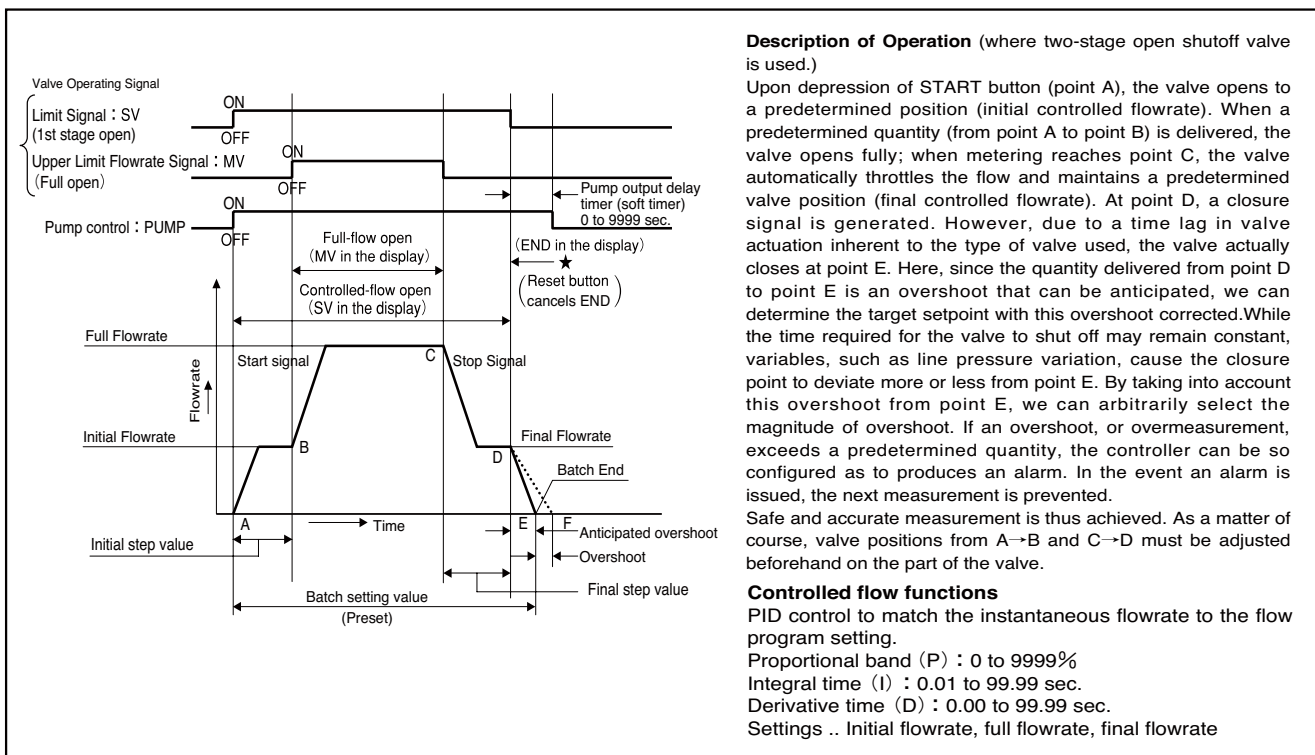 Valve Operating Signal
ON
Limit Signal：SV
(1st stage open)
OFF
ON
Upper Limit Flowrate Signal：MV
(Full open)
OFF
Pump output delay
timer (soft timer)
0 to 9999 sec.
ON
Pump control：PUMP
OFF
Full-flow open
(MV in the display)
(END in the display)
★
(Reset button
cancels END)
Controlled-flow open
(SV in the display)
Full Flowrate
Start signal
C
Stop Signal
Flowrate
Initial Flowrate
B
D
Final Flowrate
Batch End
A
Time
E
F
Anticipated overshoot
Initial step value
Overshoot
Final step value
Batch setting value
(Preset)
Description of Operation (where two-stage open shutoff valve
is used.)
Upon depression of START button (point A), the valve opens to
a predetermined position (initial controlled flowrate). When a
predetermined quantity (from point A to point B) is delivered, the
valve opens fully; when metering reaches point C, the valve
automatically throttles the flow and maintains a predetermined
valve position (final controlled flowrate). At point D, a closure
signal is generated. However, due to a time lag in valve
actuation inherent to the type of valve used, the valve actually
closes at point E. Here, since the quantity delivered from point D
to point E is an overshoot that can be anticipated, we can
determine the target setpoint with this overshoot corrected.While
the time required for the valve to shut off may remain constant,
variables, such as line pressure variation, cause the closure
point to deviate more or less from point E. By taking into account
this overshoot from point E, we can arbitrarily select the
magnitude of overshoot. If an overshoot, or overmeasurement,
exceeds a predetermined quantity, the controller can be so
configured as to produces an alarm. In the event an alarm is
issued, the next measurement is prevented.
Safe and accurate measurement is thus achieved. As a matter of
course, valve positions from A→B and C→D must be adjusted
beforehand on the part of the valve.
Controlled flow functions
PID control to match the instantaneous flowrate to the flow
program setting.
Proportional band（P）：0 to 9999％
Integral time（I）：0.01 to 99.99 sec.
Derivative time（D）：0.00 to 99.99 sec.
Settings .. Initial flowrate, full flowrate, final flowrate